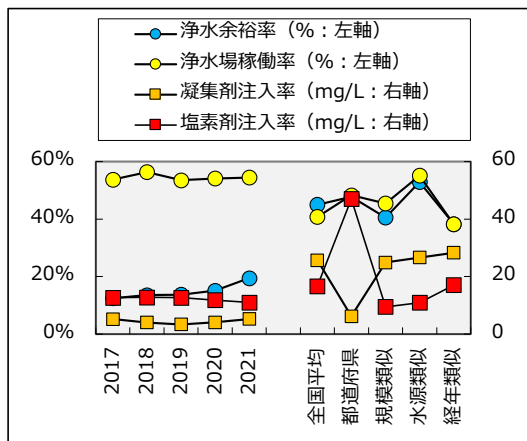 浄水余裕率（%：左軸）
浄水場稼働率（%：左軸）
凝集剤注入率（mg/L：右軸）
塩素剤注入率（mg/L：右軸）
60%
40%
20%
0%
60
40
20
0
2017
2018
2019
2020
2021
全国平均
都道府県
規模類似
水源類似
経年類似